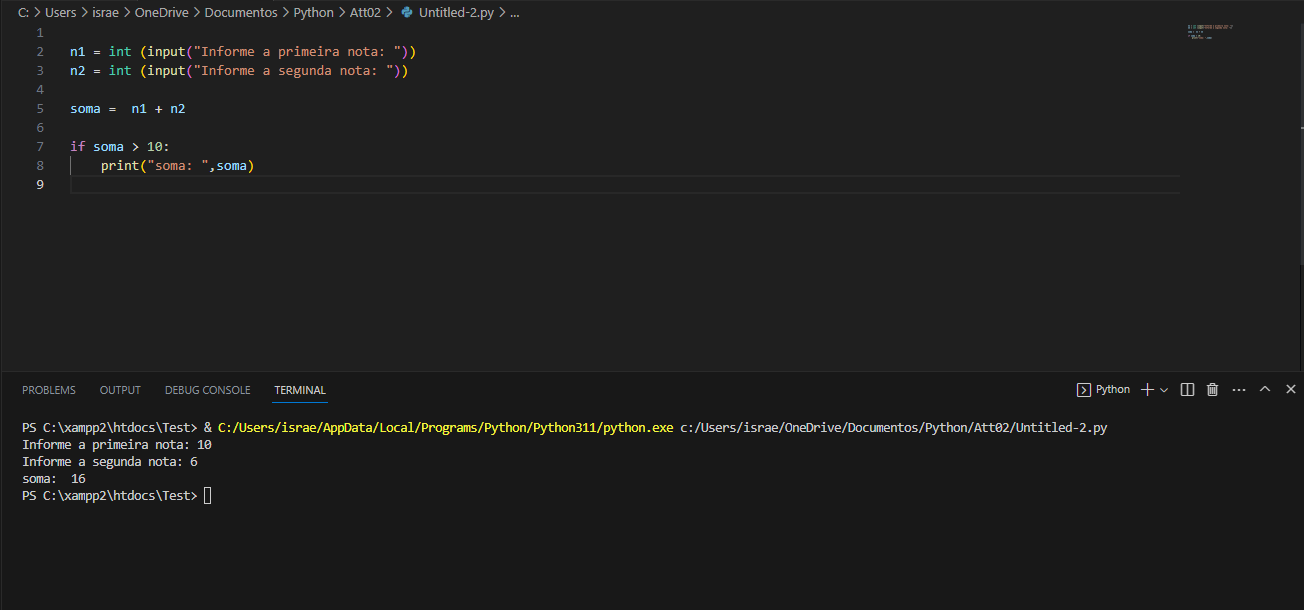 C: > Users > israe > OneDrive > Documentos > Python > Att02 > Untitled-2.py > ...
1
2 n1 = int (input("Informe a primeira nota: "))
3 n2 = int (input("Informe a segunda nota: "))
4
5 soma =  n1 + n2
6
7 if soma > 10:
8     print("soma: ",soma)
9
PROBLEMS OUTPUT DEBUG CONSOLE TERMINAL Python
PS C:\xampp2\htdocs\Test> & C:/Users/israe/AppData/Local/Programs/Python/Python311/python.exe c:/Users/israe/OneDrive/Documentos/Python/Att02/Untitled-2.py
Informe a primeira nota: 10
Informe a segunda nota: 6
soma:  16
PS C:\xampp2\htdocs\Test>